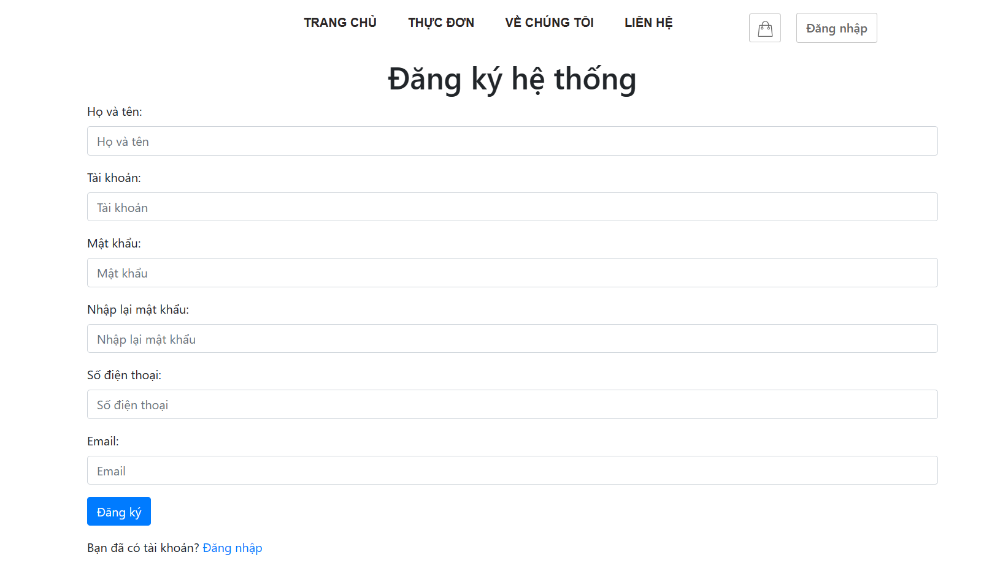 TRANG CHỦ THỰC ĐƠN VỀ CHÚNG TÔI LIÊN HỆ Đăng nhập
Đăng ký hệ thống
Họ và tên:
Họ và tên
Tài khoản:
Tài khoản
Mật khẩu:
Mật khẩu
Nhập lại mật khẩu:
Nhập lại mật khẩu
Số điện thoại:
Số điện thoại
Email:
Email
Đăng ký
Bạn đã có tài khoản? Đăng nhập